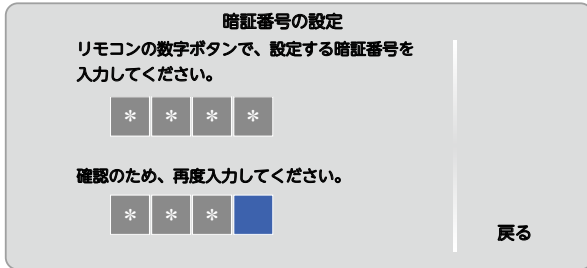 暗証番号の設定
リモコンの数字ボタンで、設定する暗証番号を
入力してください。
＊ ＊ ＊ ＊
確認のため、再度入力してください。
＊ ＊ ＊
戻る